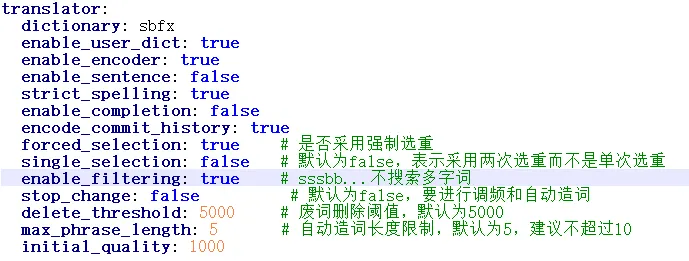 translator:
  dictionary: sbfx
  enable_user_dict: true
  enable_encoder: true
  enable_sentence: false
  strict_spelling: true
  enable_completion: false
  encode_commit_history: true
  forced_selection: true    # 是否采用强制选重
  single_selection: false   # 默认为false，表示采用两次选重而不是单次选重
  enable_filtering: true    # sssbb...不搜索多字词
  stop_change: false         # 默认为false，要进行调频和自动造词
  delete_threshold: 5000    # 废词删除阈值，默认为5000
  max_phrase_length: 5      # 自动造词长度限制，默认为5，建议不超过10
  initial_quality: 1000